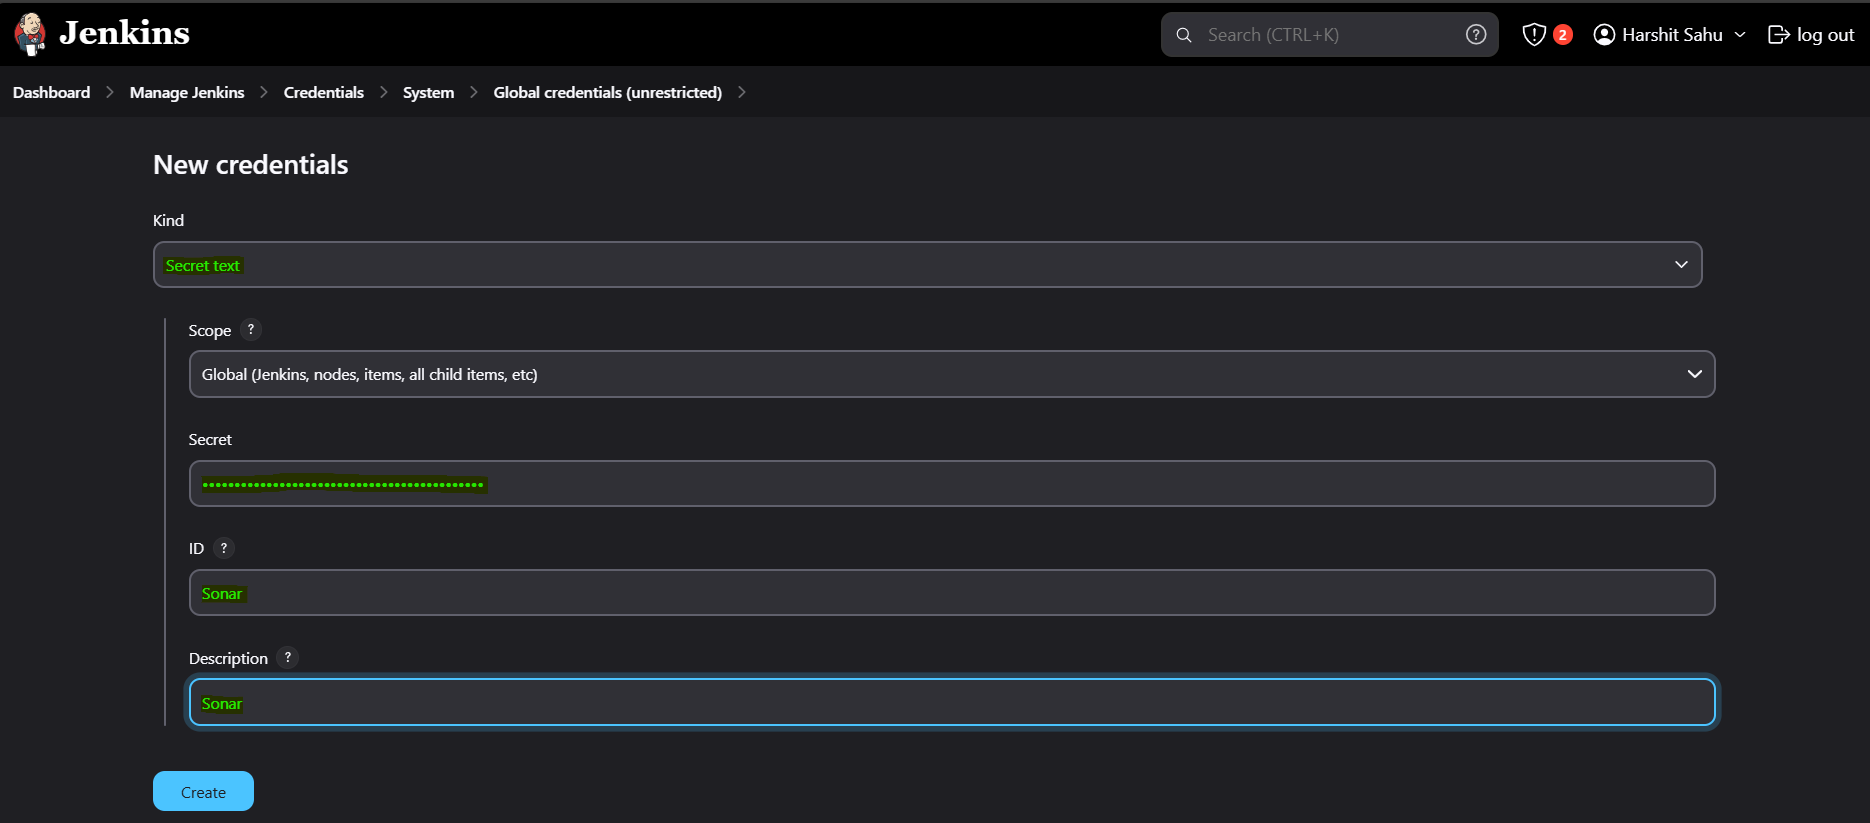 Jenkins
Search (CTRL+K)
?
2
Harshit Sahu
log out
Dashboard > Manage Jenkins > Credentials > System > Global credentials (unrestricted) >
New credentials
Kind
Secret text
Scope ?
Global (Jenkins, nodes, items, all child items, etc)
Secret
ID ?
Sonar
Description ?
Sonar
Create